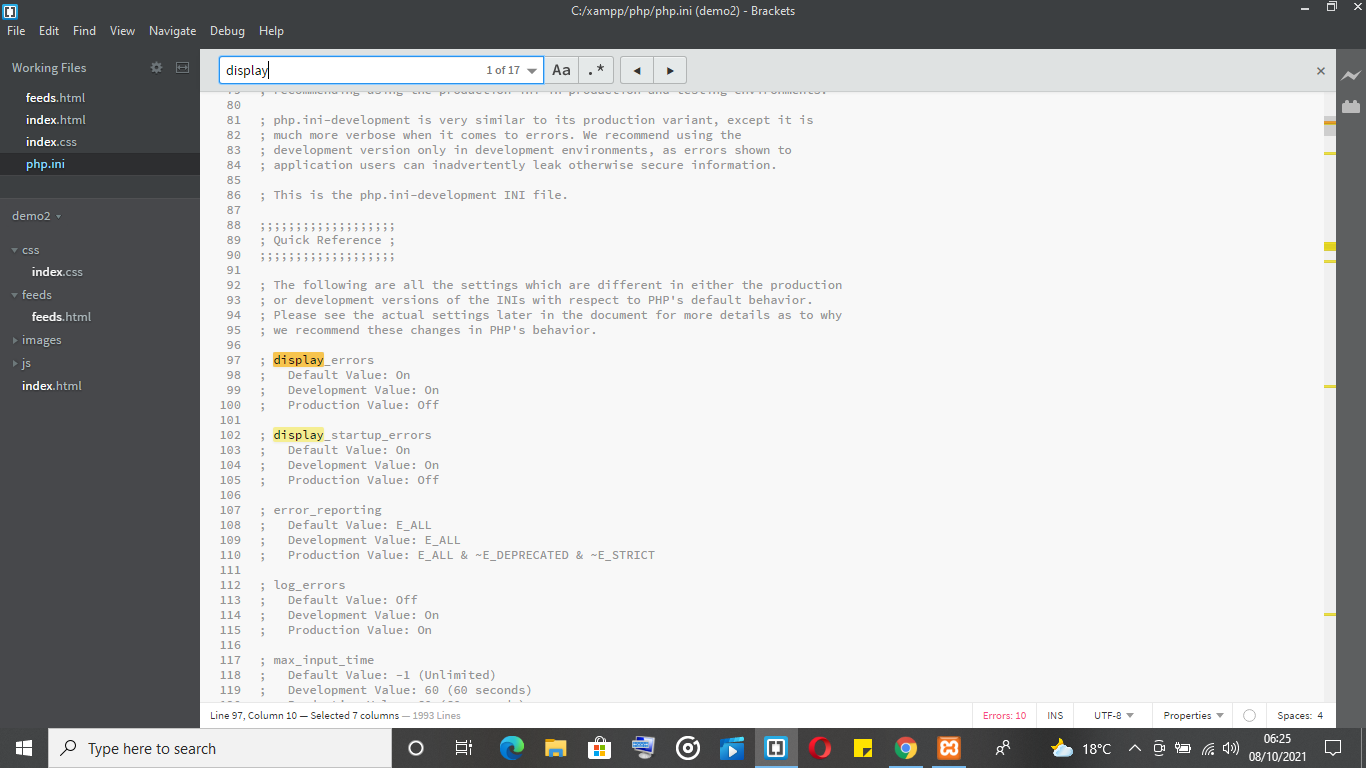 C:/xampp/php/php.ini (demo2) - Brackets
File Edit Find View Navigate Debug Help
Working Files
feeds.html
index.html
index.css
php.ini
demo2
css
index.css
feeds
feeds.html
images
js
index.html
display 1 of 17 Aa .*
79 ; recommending using the production ini in production and testing environments.
80
81 ; php.ini-development is very similar to its production variant, except it is
82 ; much more verbose when it comes to errors. We recommend using the
83 ; development version only in development environments, as errors shown to
84 ; application users can inadvertently leak otherwise secure information.
85
86 ; This is the php.ini-development INI file.
87
88 ;;;;;;;;;;;;;;;;;;;
89 ; Quick Reference ;
90 ;;;;;;;;;;;;;;;;;;;
91
92 ; The following are all the settings which are different in either the production
93 ; or development versions of the INIs with respect to PHP's default behavior.
94 ; Please see the actual settings later in the document for more details as to why
95 ; we recommend these changes in PHP's behavior.
96
97 ; display_errors
98 ;   Default Value: On
99 ;   Development Value: On
100 ;   Production Value: Off
101
102 ; display_startup_errors
103 ;   Default Value: On
104 ;   Development Value: On
105 ;   Production Value: Off
106
107 ; error_reporting
108 ;   Default Value: E_ALL
109 ;   Development Value: E_ALL
110 ;   Production Value: E_ALL & ~E_DEPRECATED & ~E_STRICT
111
112 ; log_errors
113 ;   Default Value: Off
114 ;   Development Value: On
115 ;   Production Value: On
116
117 ; max_input_time
118 ;   Default Value: -1 (Unlimited)
119 ;   Development Value: 60 (60 seconds)
Line 97, Column 10 — Selected 7 columns — 1993 Lines
Errors: 10 INS UTF-8 Properties Spaces: 4
Type here to search
18°C
06:25
08/10/2021